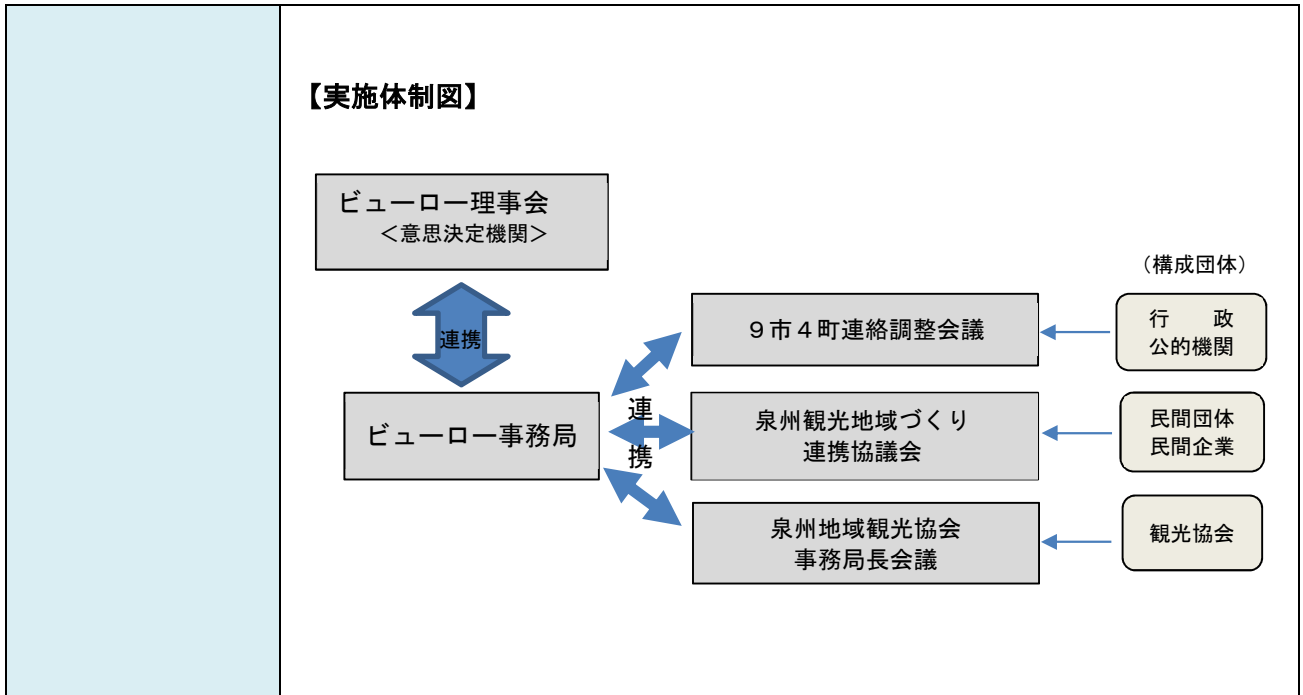 【実施体制図】
ビューロー理事会
＜意思決定機関＞
連携
ビューロー事務局
連
携
９市４町連絡調整会議
泉州観光地域づくり
連携協議会
泉州地域観光協会
事務局長会議
（構成団体）
行　　政
公的機関
民間団体
民間企業
観光協会